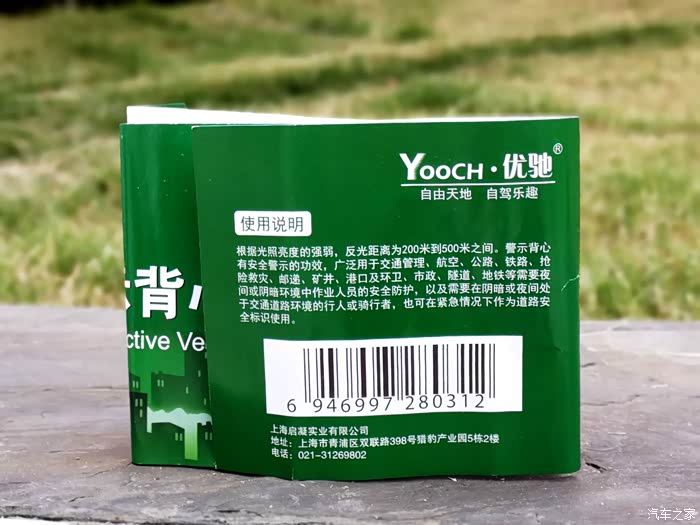 YOOCH·优驰®
自由天地 自驾乐趣
使用说明
根据光照亮度的强弱，反光距离为200米到500米之间。警示背心
有安全警示的功效，广泛用于交通管理、航空、公路、铁路、抢
险救灾、邮递、矿井、港口及环卫、市政、隧道、地铁等需要夜
间或阴暗环境中作业人员的安全防护，以及需要在阴暗或夜间处
于交通道路环境的行人或骑行者，也可在紧急情况下作为道路安
全标识使用。
6 946997 280312
上海启凝实业有限公司
地址：上海市青浦区双联路398号猎豹产业园5栋2楼
电话：021-31269802
背
ctive Ve
汽车之家